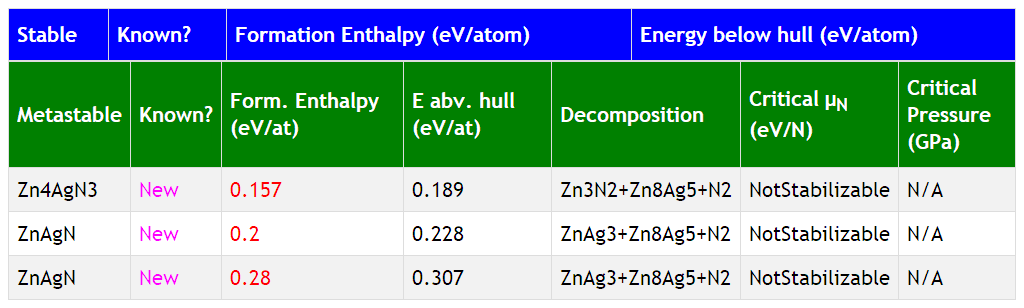 Stable Known? Formation Enthalpy (eV/atom) Energy below hull (eV/atom)
Metastable Known? Form. Enthalpy (eV/at) E abv. hull (eV/at) Decomposition Critical μN (eV/N) Critical Pressure (GPa)
Zn4AgN3 New 0.157 0.189 Zn3N2+Zn8Ag5+N2 NotStabilizable N/A
ZnAgN New 0.2 0.228 ZnAg3+Zn8Ag5+N2 NotStabilizable N/A
ZnAgN New 0.28 0.307 ZnAg3+Zn8Ag5+N2 NotStabilizable N/A